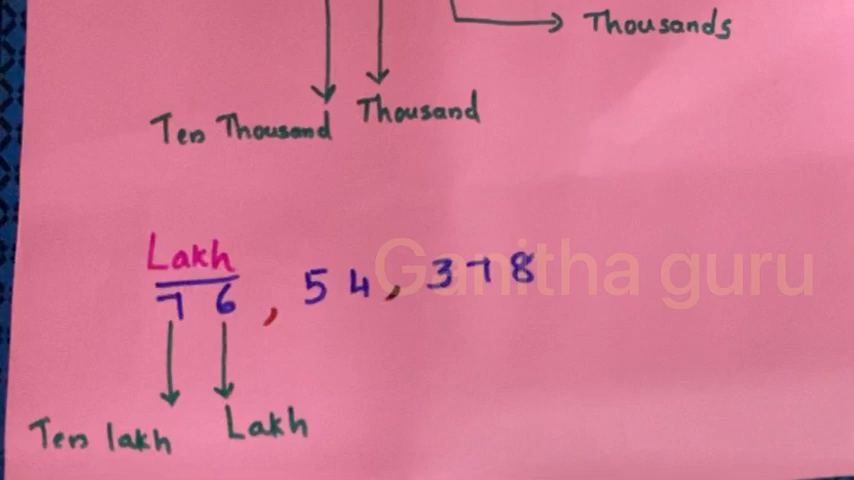 Thousands
Ten Thousand Thousand
Lakh
76, 54, 378
Ten lakh Lakh
Ganitha guru